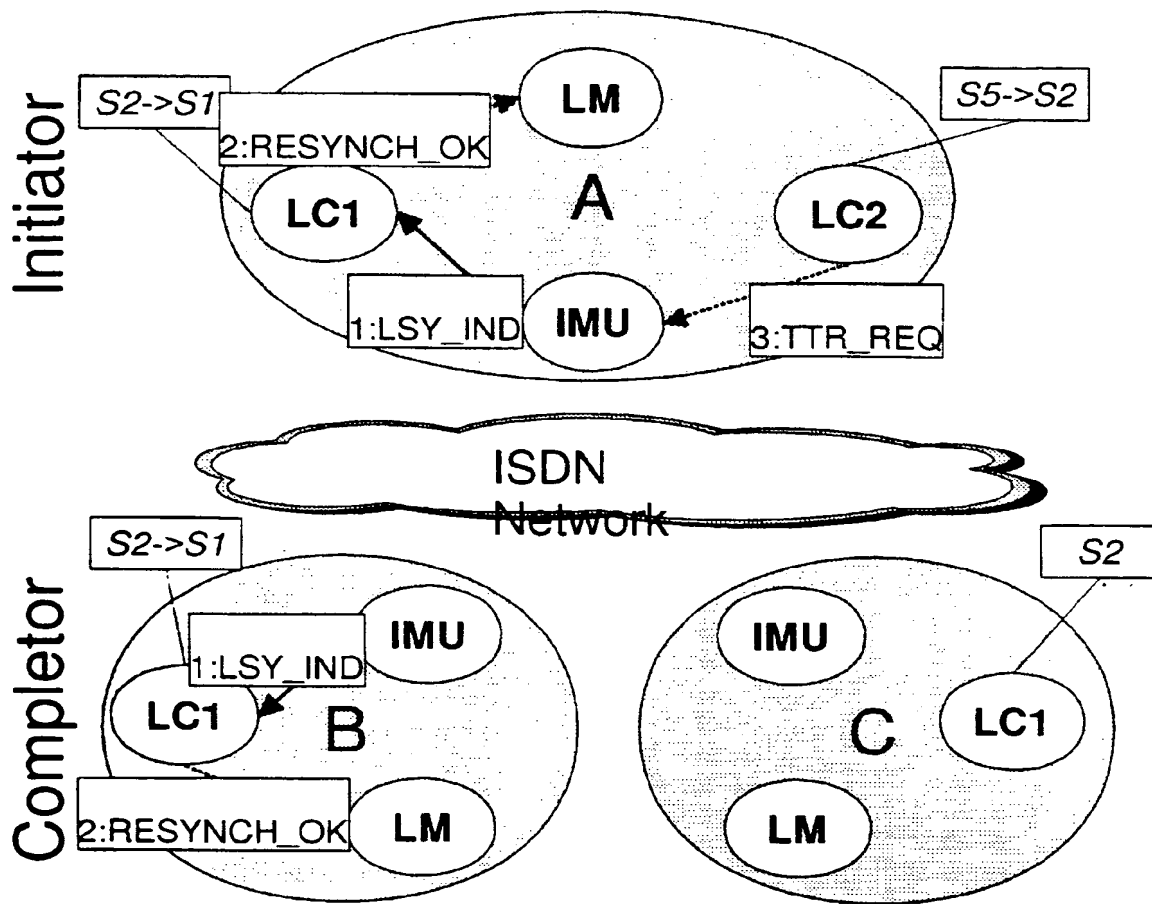 Initiator
S2->S1
LM
S5->S2
2:RESYNCH_OK
LC1
A
LC2
1:LSY_IND
IMU
3:TTR_REQ
ISDN
Network
Completor
S2->S1
S2
IMU
1:LSY_IND
IMU
LC1
B
C
LC1
2:RESYNCH_OK
LM
LM